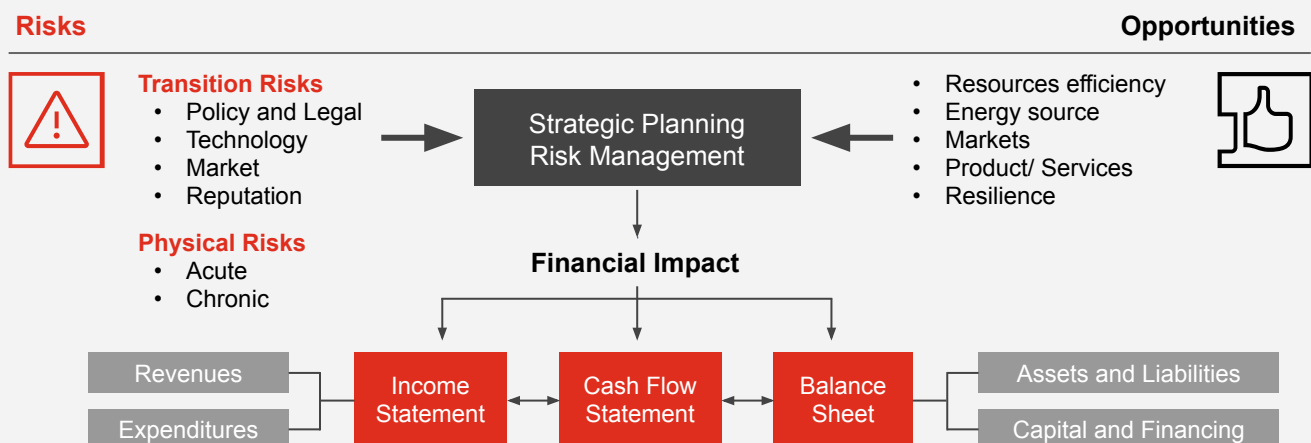 Risks
Opportunities
Transition Risks
• Policy and Legal
• Technology
• Market
• Reputation
Physical Risks
• Acute
• Chronic
Strategic Planning
Risk Management
• Resources efficiency
• Energy source
• Markets
• Product/ Services
• Resilience
Financial Impact
Revenues
Expenditures
Income
Statement
Cash Flow
Statement
Balance
Sheet
Assets and Liabilities
Capital and Financing